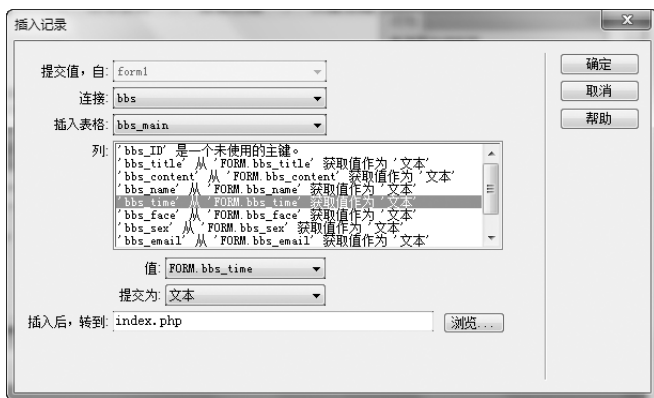 插入记录
提交值，自: form1
确定
连接: bbs
取消
插入表格: bbs_main
帮助
列: 'bbs_ID' 是一个未使用的主键。
'bbs_title' 从 'FORM.bbs_title' 获取值作为 '文本'
'bbs_content' 从 'FORM.bbs_content' 获取值作为 '文本'
'bbs_name' 从 'FORM.bbs_name' 获取值作为 '文本'
'bbs_time' 从 'FORM.bbs_time' 获取值作为 '文本'
'bbs_face' 从 'FORM.bbs_face' 获取值作为 '文本'
'bbs_sex' 从 'FORM.bbs_sex' 获取值作为 '文本'
'bbs_email' 从 'FORM.bbs_email' 获取值作为 '文本'
值: FORM.bbs_time
提交为: 文本
插入后，转到: index.php 浏览...